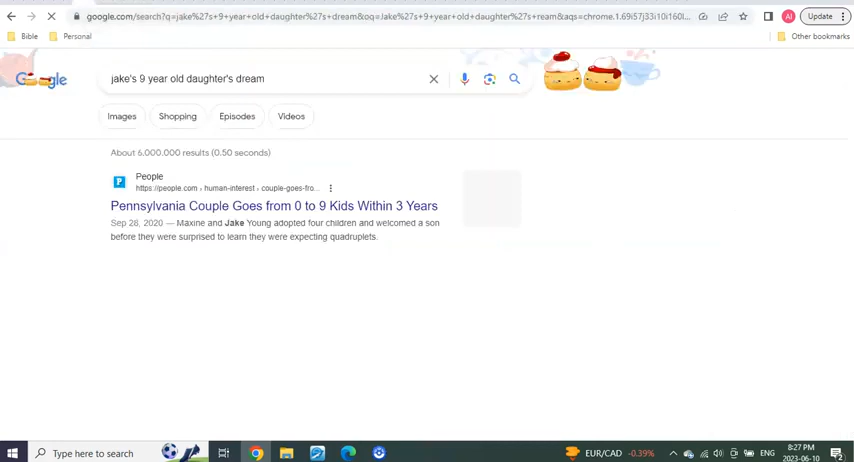 google.com/search?q=jake%27s+9+year+old+daughter%27s+dream&oq=Jake%27s+9+year+old+daughter%27s+ream&aqs=chrome.1.69i57j33i10i160l...
AI
Update
Bible
Personal
Other bookmarks
Google
jake's 9 year old daughter's dream
Images
Shopping
Episodes
Videos
About 6,000,000 results (0.50 seconds)
P
People
https://people.com › human-interest › couple-goes-fro...
Pennsylvania Couple Goes from 0 to 9 Kids Within 3 Years
Sep 28, 2020 — Maxine and Jake Young adopted four children and welcomed a son
before they were surprised to learn they were expecting quadruplets.
Type here to search
EUR/CAD -0.39%
ENG
8:27 PM
2023-06-10
2